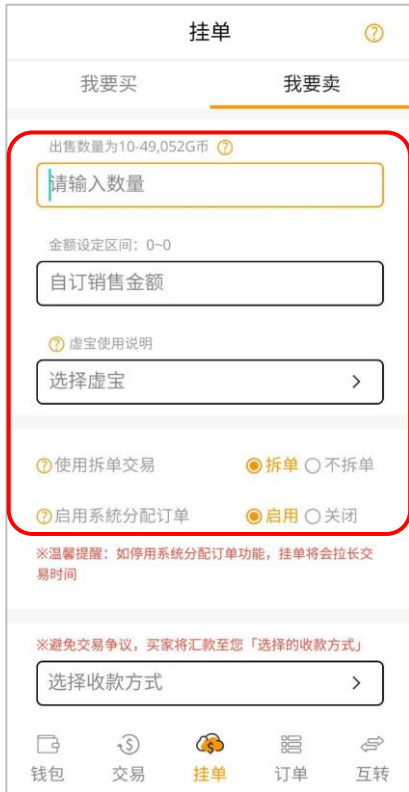 挂单
我要买 我要卖
出售数量为10-49,052G币
请输入数量
金额设定区间：0~0
自订销售金额
虚宝使用说明
选择虚宝
使用拆单交易 拆单 不拆单
启用系統分配订单 启用 关闭
※温馨提醒：如停用系统分配订单功能，挂单将会拉长交
易时间
※避免交易争议，买家将汇款至您「选择的收款方式」
选择收款方式
钱包 交易 挂单 订单 互转